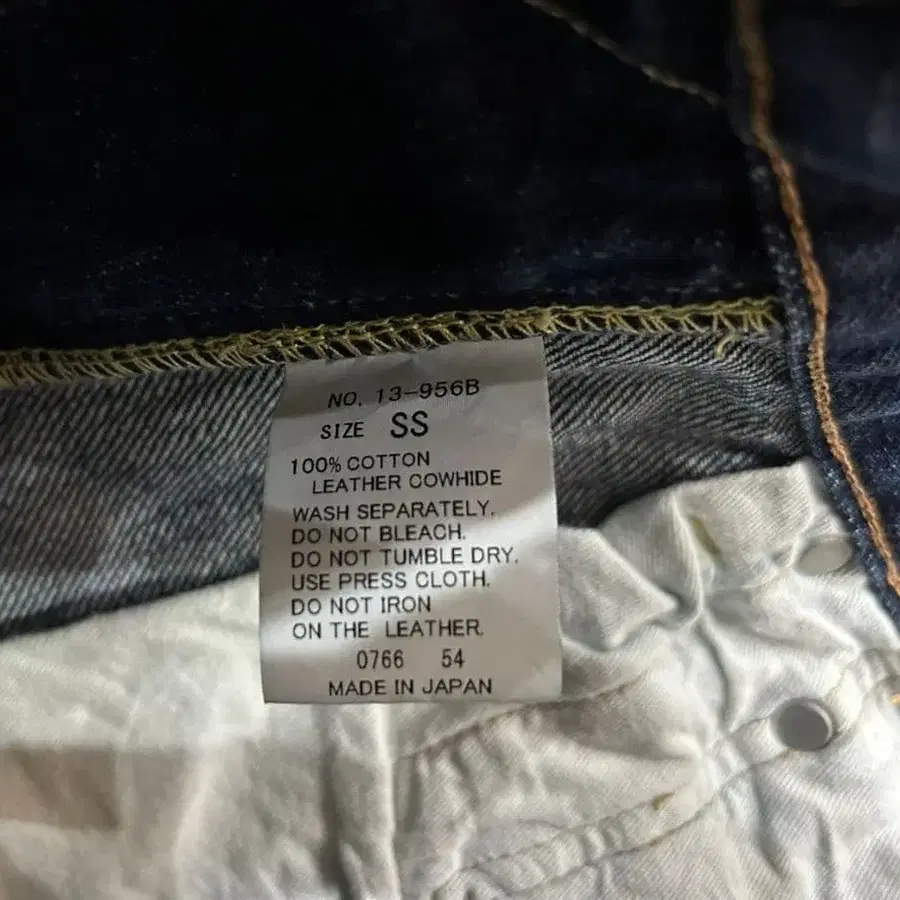 NO. 13-956B
SIZE SS
100% COTTON
LEATHER COWHIDE
WASH SEPARATELY.
DO NOT BLEACH.
DO NOT TUMBLE DRY.
USE PRESS CLOTH.
DO NOT IRON
ON THE LEATHER.
0766 54
MADE IN JAPAN